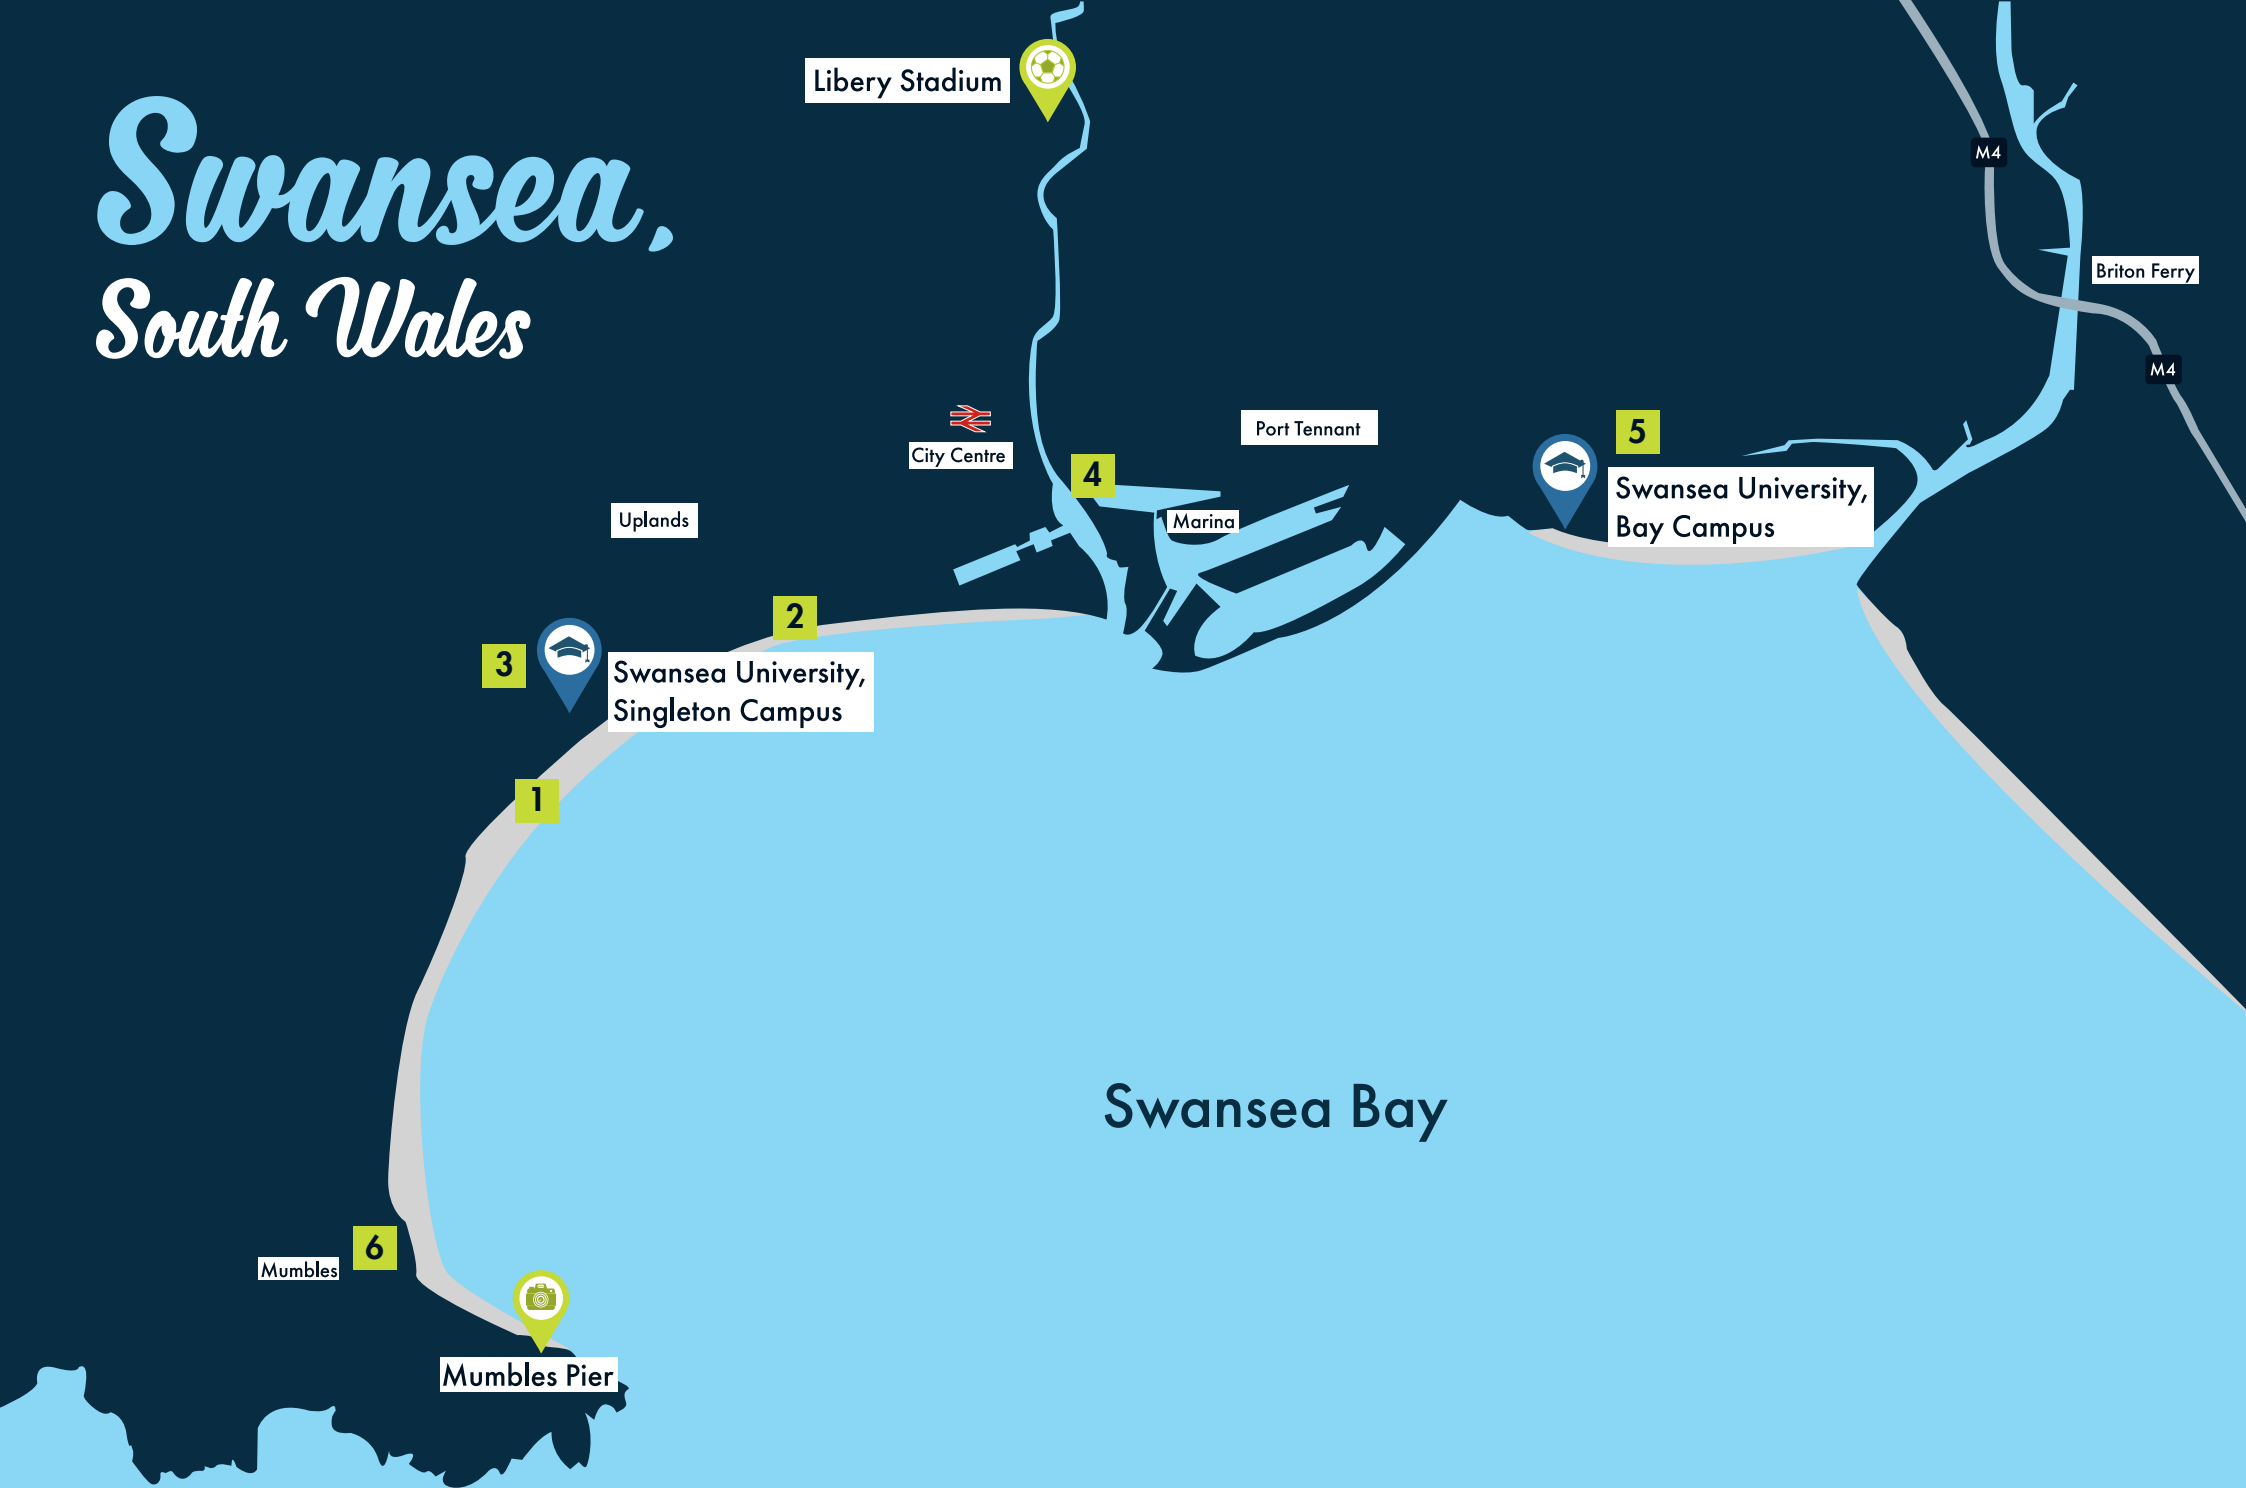 Swansea,
South Wales
Libery Stadium
M4
Briton Ferry
M4
City Centre
Port Tennant
4
5
Swansea University,
Bay Campus
Uplands
Marina
2
3
Swansea University,
Singleton Campus
1
Swansea Bay
6
Mumbles
Mumbles Pier